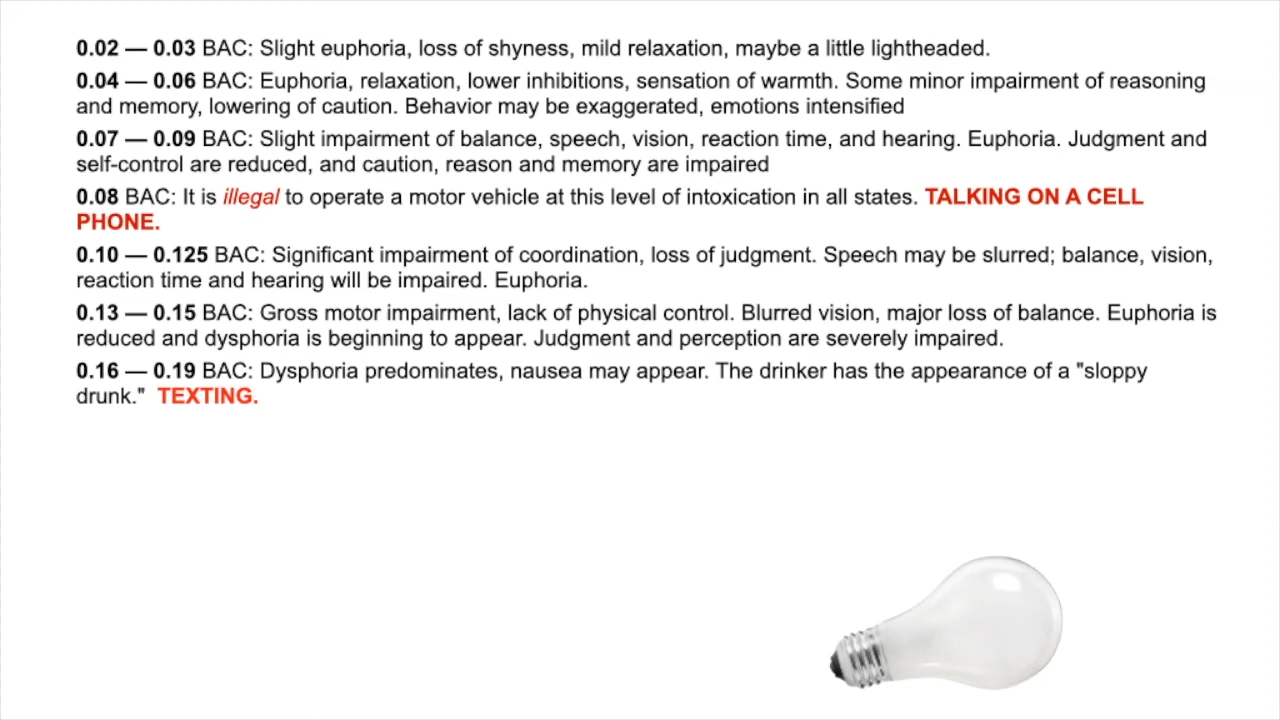 0.02 — 0.03 BAC: Slight euphoria, loss of shyness, mild relaxation, maybe a little lightheaded.
0.04 — 0.06 BAC: Euphoria, relaxation, lower inhibitions, sensation of warmth. Some minor impairment of reasoning
and memory, lowering of caution. Behavior may be exaggerated, emotions intensified
0.07 — 0.09 BAC: Slight impairment of balance, speech, vision, reaction time, and hearing. Euphoria. Judgment and
self-control are reduced, and caution, reason and memory are impaired
0.08 BAC: It is illegal to operate a motor vehicle at this level of intoxication in all states. TALKING ON A CELL
PHONE.
0.10 — 0.125 BAC: Significant impairment of coordination, loss of judgment. Speech may be slurred; balance, vision,
reaction time and hearing will be impaired. Euphoria.
0.13 — 0.15 BAC: Gross motor impairment, lack of physical control. Blurred vision, major loss of balance. Euphoria is
reduced and dysphoria is beginning to appear. Judgment and perception are severely impaired.
0.16 — 0.19 BAC: Dysphoria predominates, nausea may appear. The drinker has the appearance of a "sloppy
drunk." TEXTING.